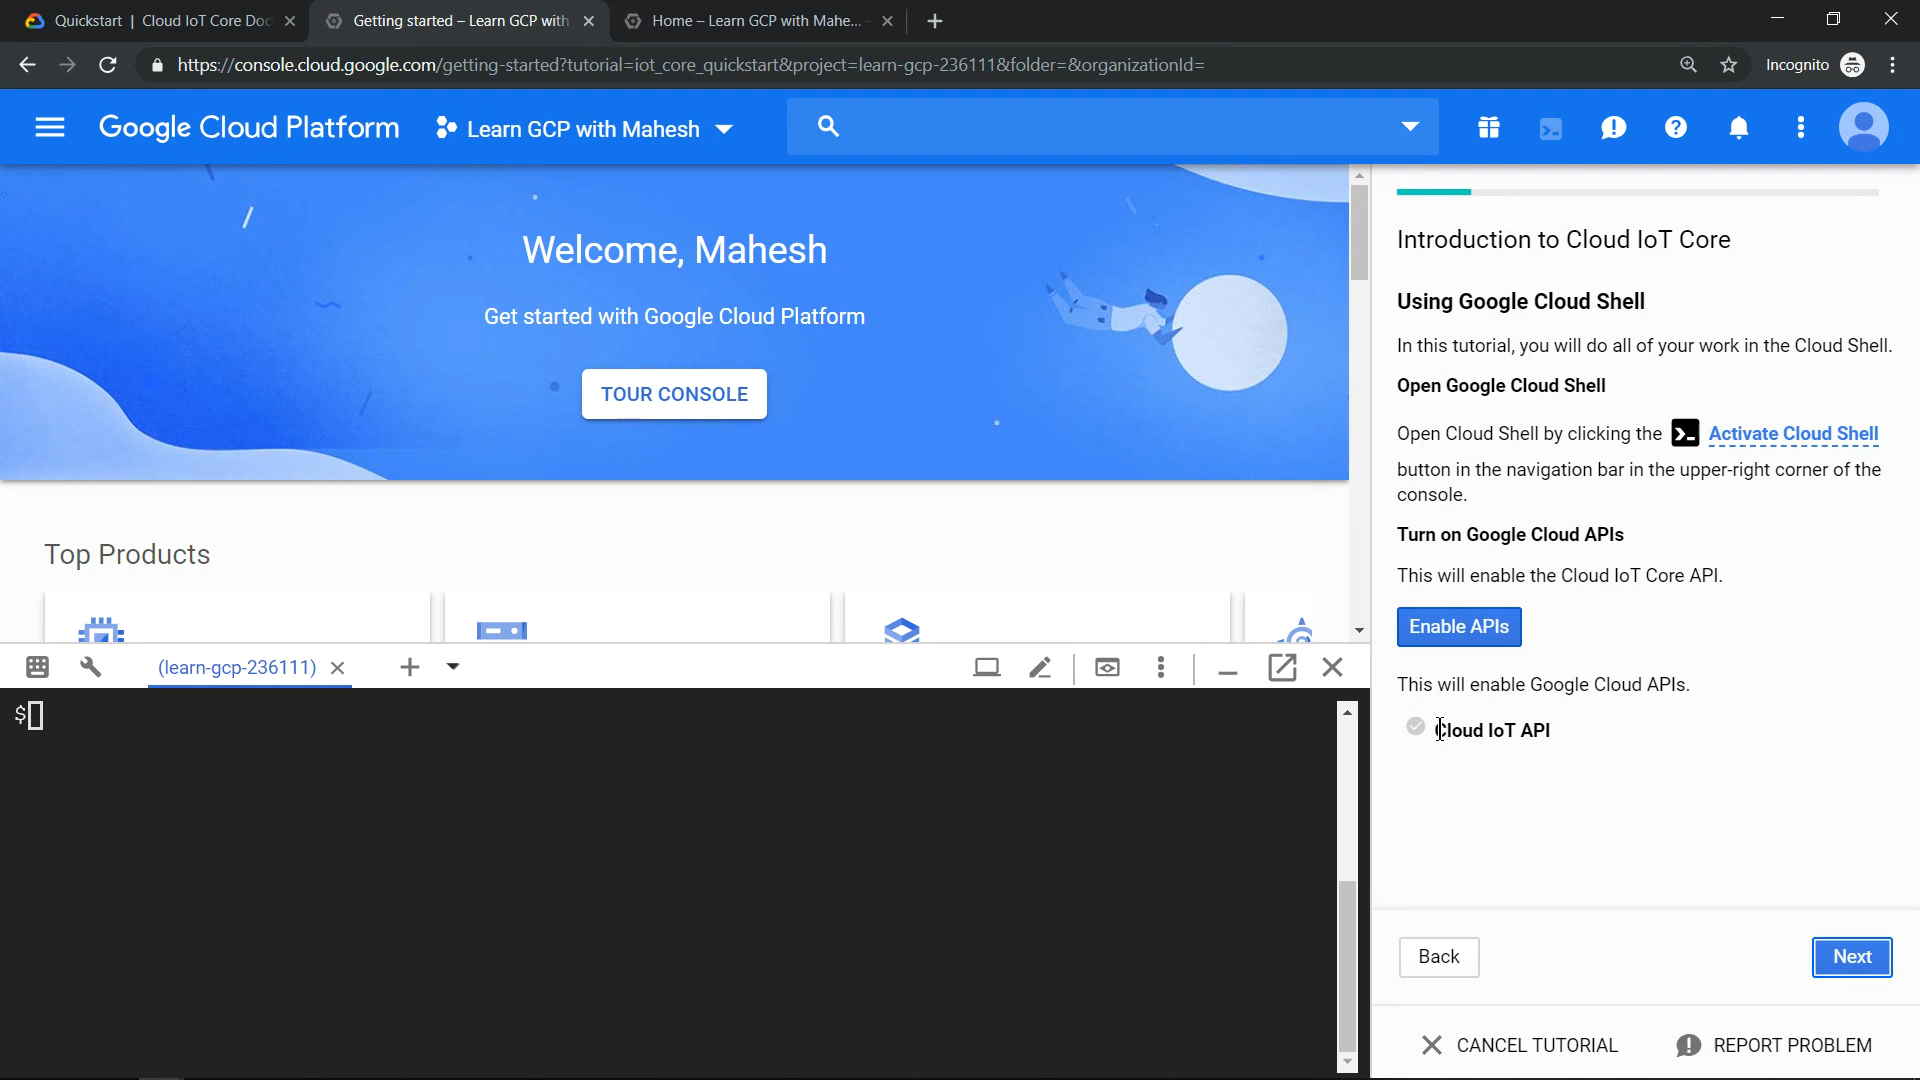 Quickstart | Cloud IoT Core Doc
Getting started – Learn GCP with
Home – Learn GCP with Mahe...
https://console.cloud.google.com/getting-started?tutorial=iot_core_quickstart&project=learn-gcp-236111&folder=&organizationId=
Incognito
Google Cloud Platform
Learn GCP with Mahesh
Welcome, Mahesh
Get started with Google Cloud Platform
TOUR CONSOLE
Top Products
(learn-gcp-236111)
$
Introduction to Cloud IoT Core
Using Google Cloud Shell
In this tutorial, you will do all of your work in the Cloud Shell.
Open Google Cloud Shell
Open Cloud Shell by clicking the Activate Cloud Shell
button in the navigation bar in the upper-right corner of the
console.
Turn on Google Cloud APIs
This will enable the Cloud IoT Core API.
Enable APIs
This will enable Google Cloud APIs.
Cloud IoT API
Back
Next
CANCEL TUTORIAL
REPORT PROBLEM